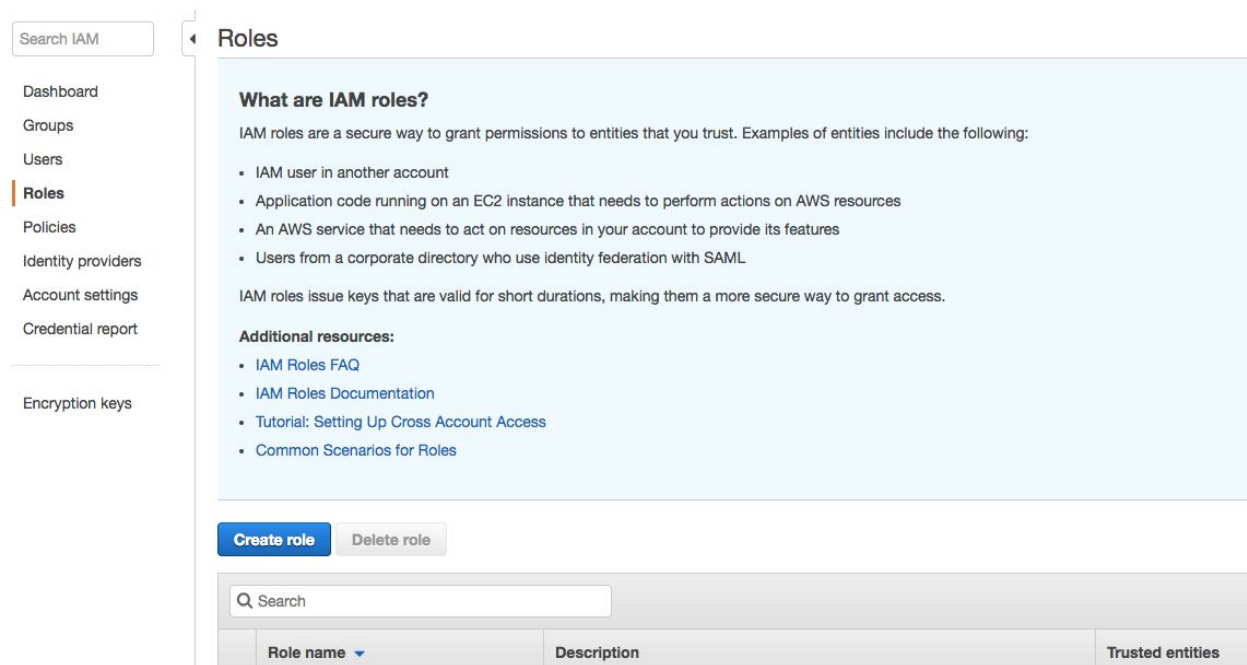 Search IAM
Dashboard
Groups
Users
Roles
Policies
Identity providers
Account settings
Credential report
Encryption keys
Roles
What are IAM roles?
IAM roles are a secure way to grant permissions to entities that you trust. Examples of entities include the following:
• IAM user in another account
• Application code running on an EC2 instance that needs to perform actions on AWS resources
• An AWS service that needs to act on resources in your account to provide its features
• Users from a corporate directory who use identity federation with SAML
IAM roles issue keys that are valid for short durations, making them a more secure way to grant access.
Additional resources:
• IAM Roles FAQ
• IAM Roles Documentation
• Tutorial: Setting Up Cross Account Access
• Common Scenarios for Roles
Create role Delete role
Search
Role name Description Trusted entities